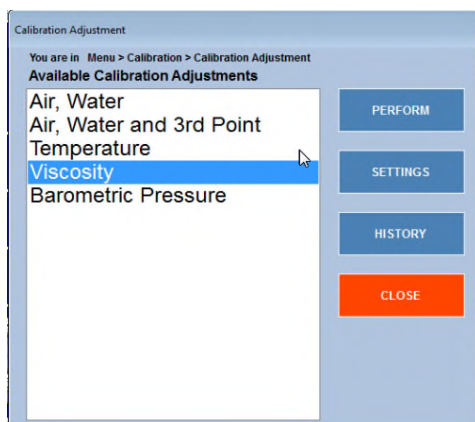 Calibration Adjustment
You are in Menu > Calibration > Calibration Adjustment
Available Calibration Adjustments
Air, Water
Air, Water and 3rd Point
Temperature
Viscosity
Barometric Pressure
PERFORM
SETTINGS
HISTORY
CLOSE